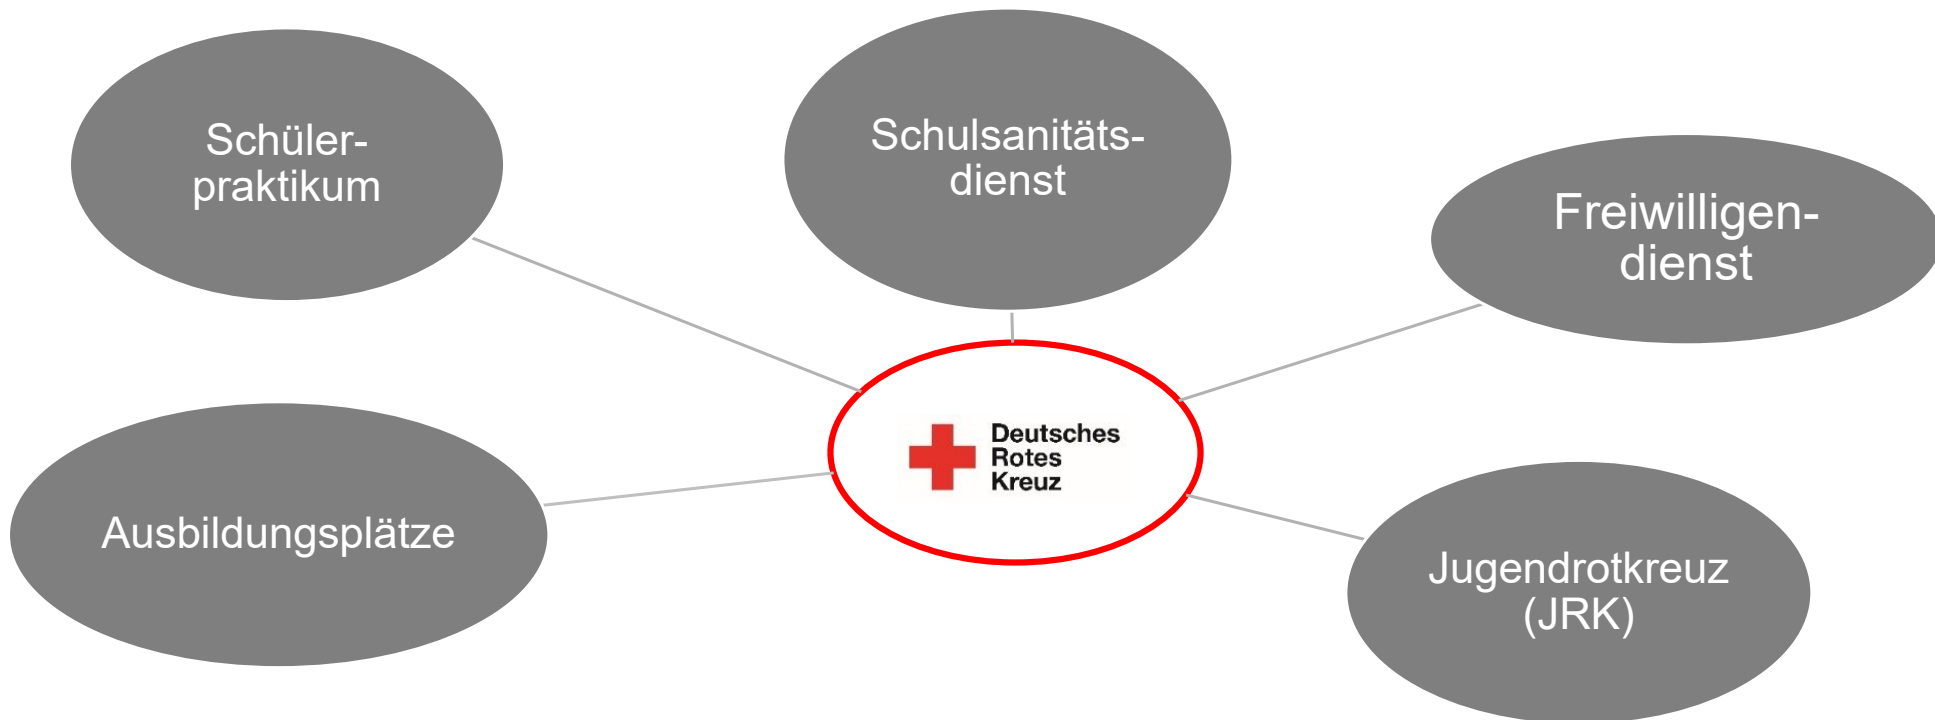 Schüler-
praktikum
Schulsanitäts-
dienst
Freiwilligen-
dienst
Deutsches
Rotes
Kreuz
Ausbildungsplätze
Jugendrotkreuz
(JRK)